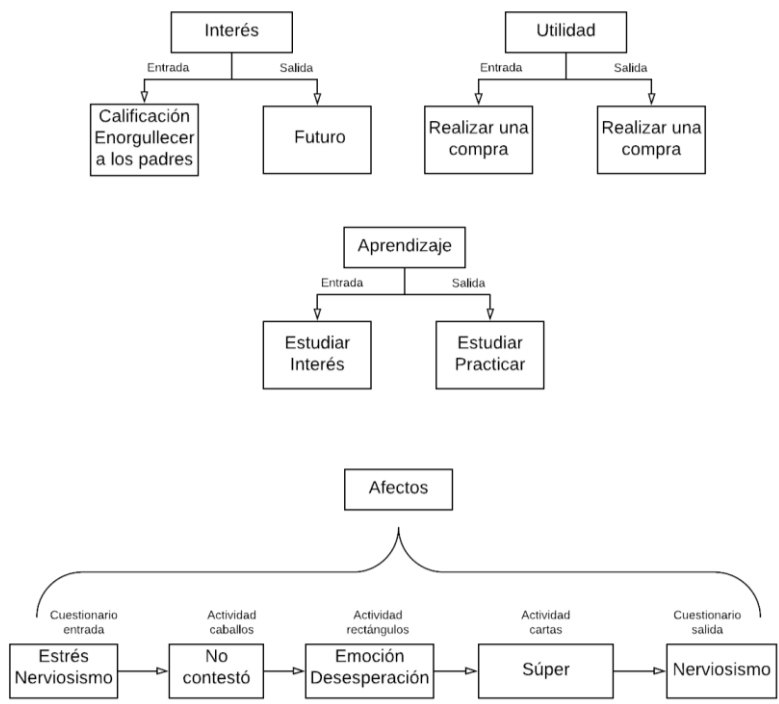 Interés
Entrada
Salida
Calificación
Enorgullecer
a los padres
Futuro
Utilidad
Entrada
Salida
Realizar una
compra
Realizar una
compra
Aprendizaje
Entrada
Salida
Estudiar
Interés
Estudiar
Practicar
Afectos
Cuestionario
entrada
Actividad
caballos
Actividad
rectángulos
Actividad
cartas
Cuestionario
salida
Estrés
Nerviosismo
No
contestó
Emoción
Desesperación
Súper
Nerviosismo